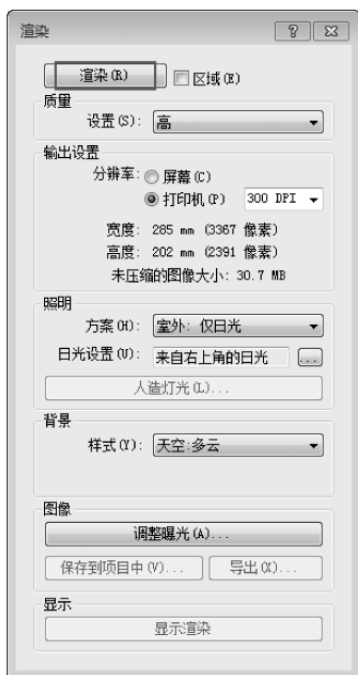 渲染
渲染(R) 区域(E)
质量
设置(S): 高
输出设置
分辨率: 屏幕(C)
打印机(P) 300 DPI
宽度: 285 mm (3367 像素)
高度: 202 mm (2391 像素)
未压缩的图像大小: 30.7 MB
照明
方案(H): 室外: 仅日光
日光设置(U): 来自右上角的日光 ...
人造灯光(L)...
背景
样式(Y): 天空:多云
图像
调整曝光(A)...
保存到项目中(V)... 导出(X)...
显示
显示渲染